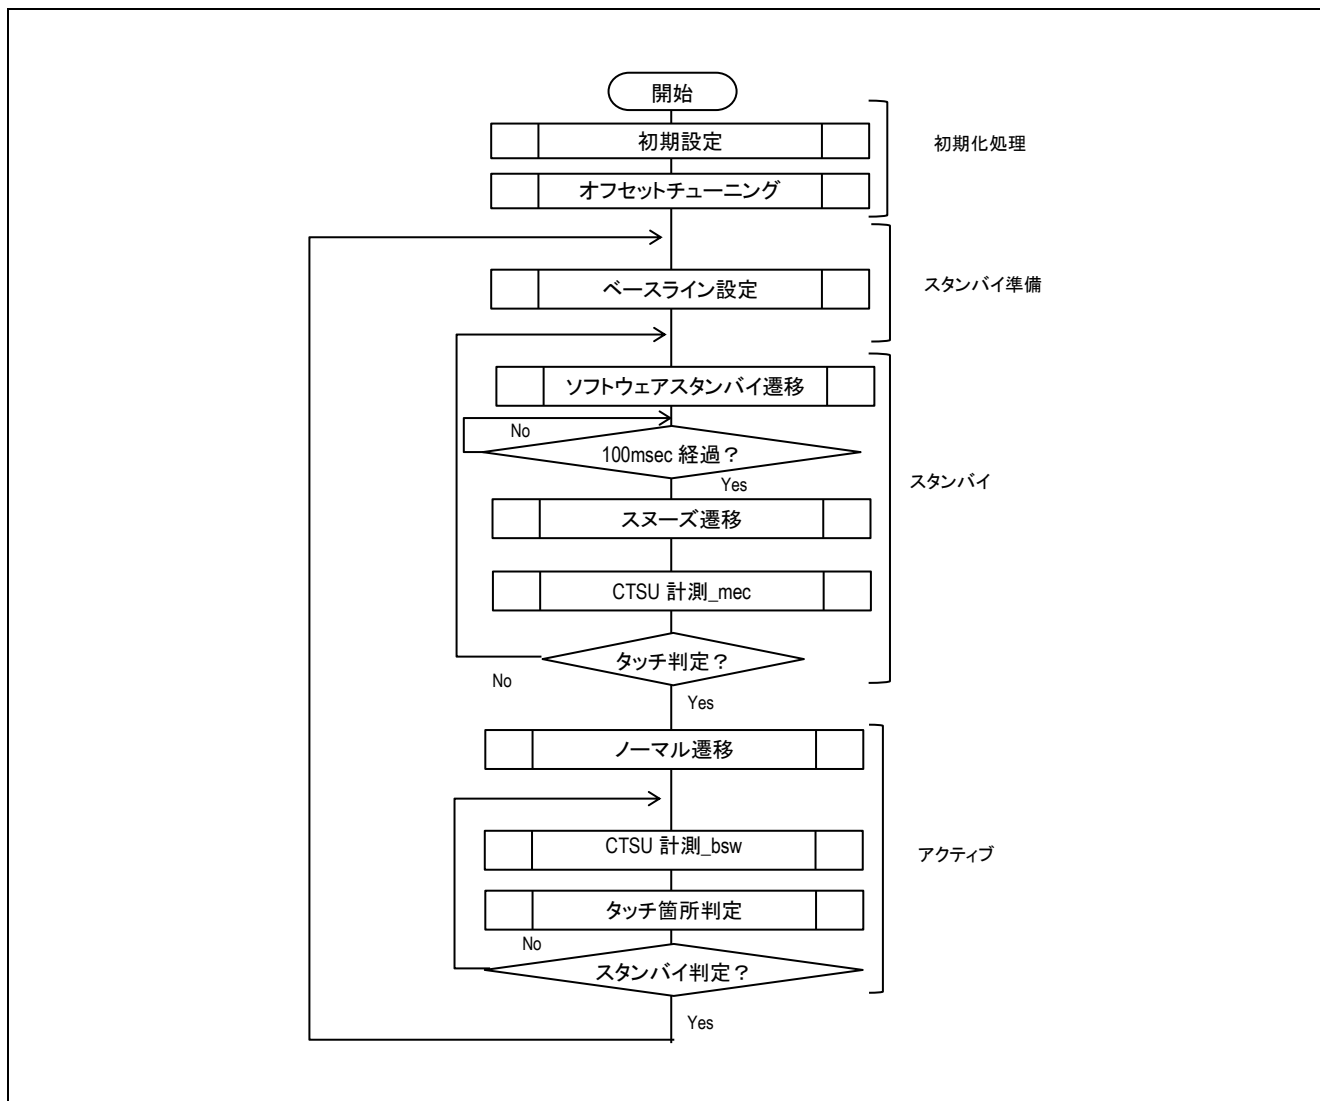 開始
初期設定
初期化処理
オフセットチューニング
ベースライン設定
スタンバイ準備
ソフトウェアスタンバイ遷移
No
100msec 経過？
Yes
スタンバイ
スヌーズ遷移
CTSU 計測_mec
タッチ判定？
No
Yes
ノーマル遷移
CTSU 計測_bsw
アクティブ
タッチ箇所判定
No
スタンバイ判定？
Yes